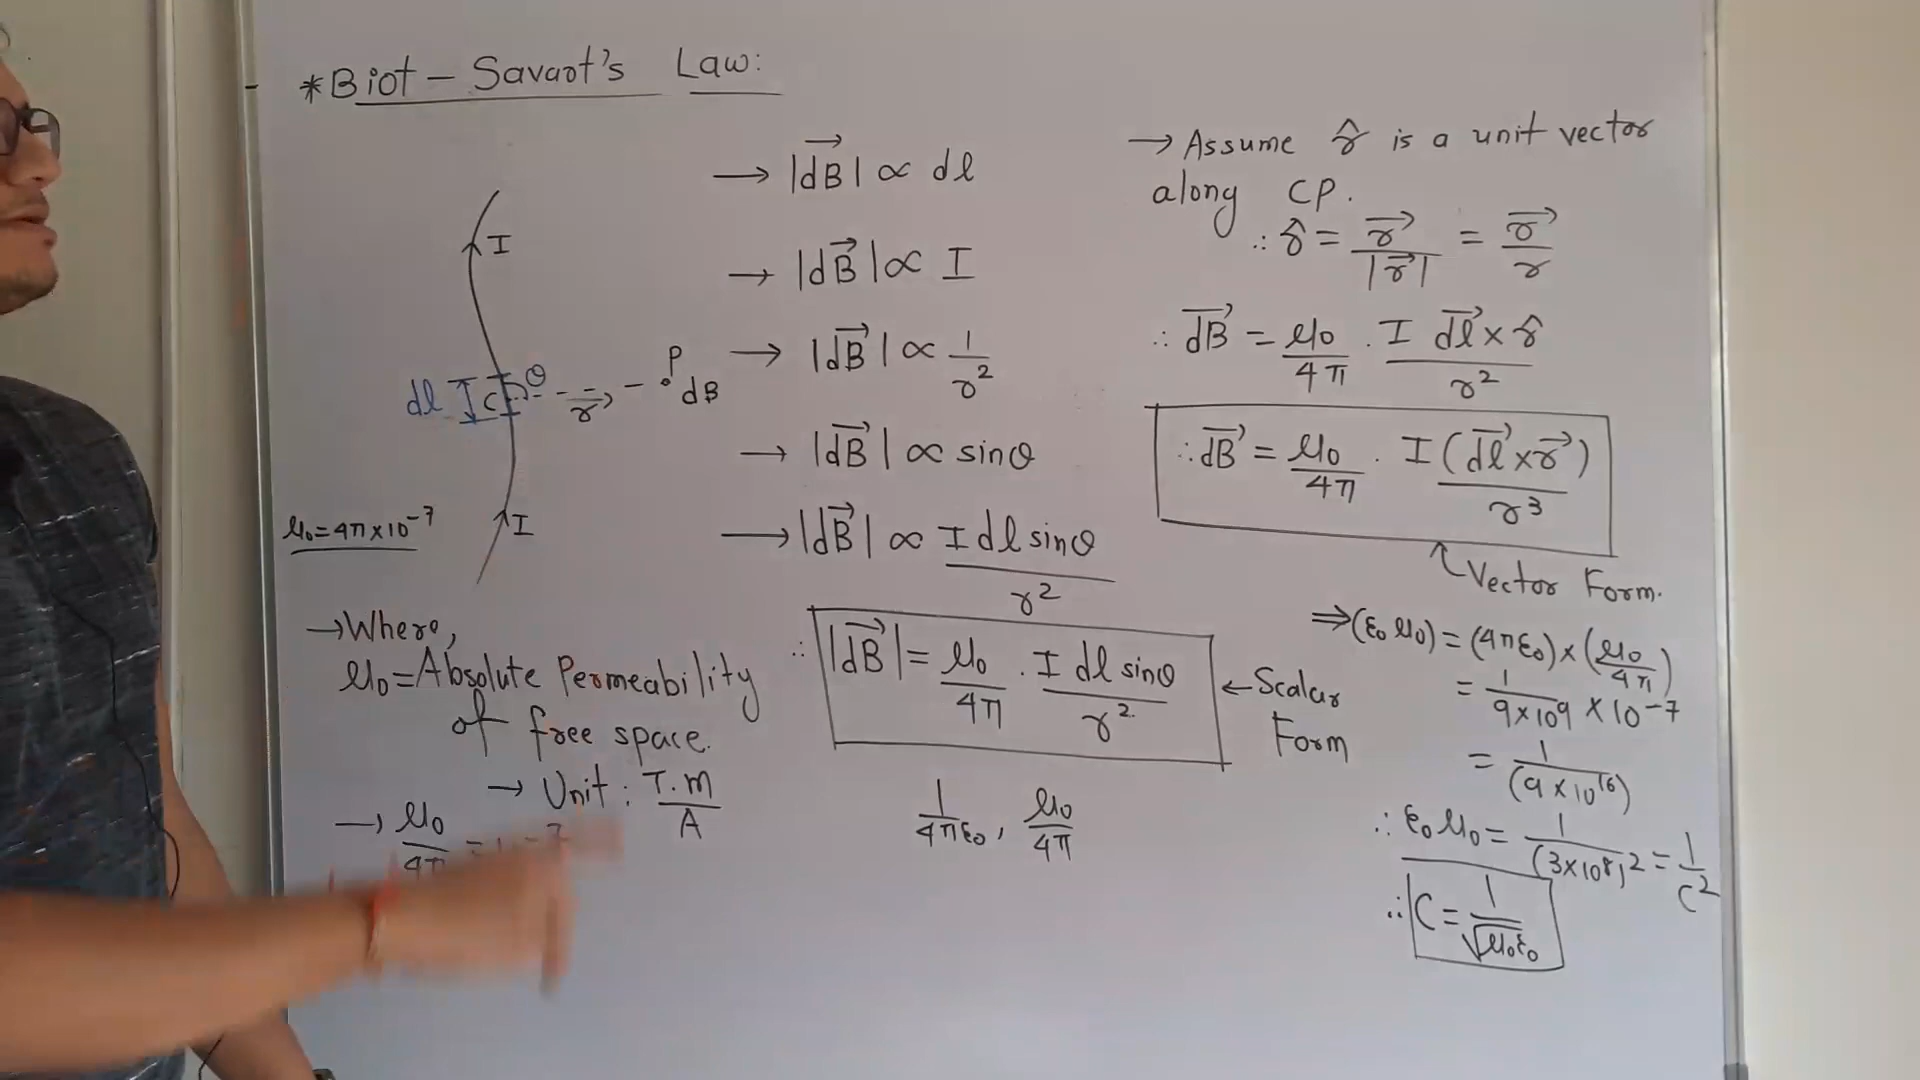 *Biot - Savart's Law:
I
dl C θ r⃗ P dB
I
μ₀=4π×10⁻⁷
→Where,
μ₀=Absolute Permeability
of free space.
→ Unit: T.m/A
→ μ₀/4π
→ |dB⃗| ∝ dl
→ |dB⃗| ∝ I
→ |dB⃗| ∝ 1/r²
→ |dB⃗| ∝ sinθ
→ |dB⃗| ∝ I dl sinθ / r²
∴ |dB⃗| = μ₀/4π . I dl sinθ / r²
←Scalar
Form
1/4πε₀, μ₀/4π
→ Assume r̂ is a unit vector
along CP.
∴ r̂ = r⃗/|r⃗| = r⃗/r
∴ dB⃗ = μ₀/4π . I dl⃗ × r̂ / r²
∴ dB⃗ = μ₀/4π . I (dl⃗ × r⃗) / r³
Vector Form.
⇒ (ε₀ μ₀) = (4πε₀) × (μ₀/4π)
= 1/9×10⁹ × 10⁻⁷
= 1/(9×10¹⁶)
∴ ε₀ μ₀ = 1/(3×10⁸)² = 1/c²
∴ C = 1/√μ₀ε₀